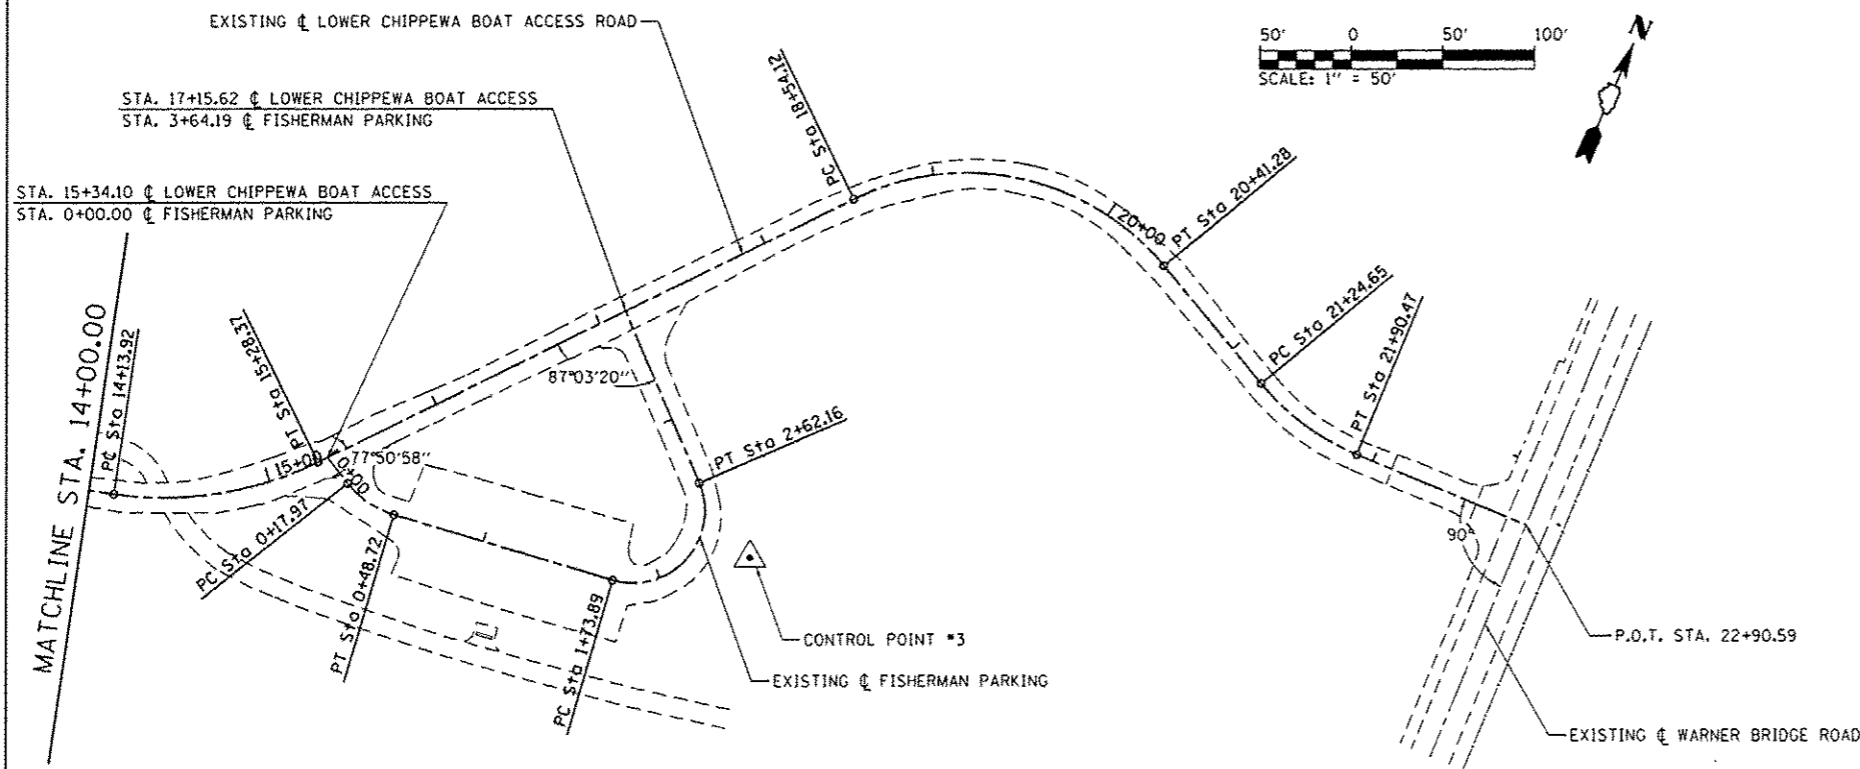 EXISTING ℄ LOWER CHIPPEWA BOAT ACCESS ROAD
50' 0 50' 100'
SCALE: 1" = 50'
N
STA. 17+15.62 ℄ LOWER CHIPPEWA BOAT ACCESS
STA. 3+64.19 ℄ FISHERMAN PARKING
STA. 15+34.10 ℄ LOWER CHIPPEWA BOAT ACCESS
STA. 0+00.00 ℄ FISHERMAN PARKING
PC Sta 18+54.12
20+00
PT Sta 20+41.28
PC Sta 21+24.65
PT Sta 21+90.47
MATCHLINE STA. 14+00.00
PC Sta 14+13.92
PT Sta 15+28.37
15+00
0+00
77°50'58"
87°03'20"
PT Sta 2+62.16
PC Sta 0+17.97
PT Sta 0+48.72
PC Sta 1+73.89
90°
CONTROL POINT #3
EXISTING ℄ FISHERMAN PARKING
P.O.T. STA. 22+90.59
EXISTING ℄ WARNER BRIDGE ROAD